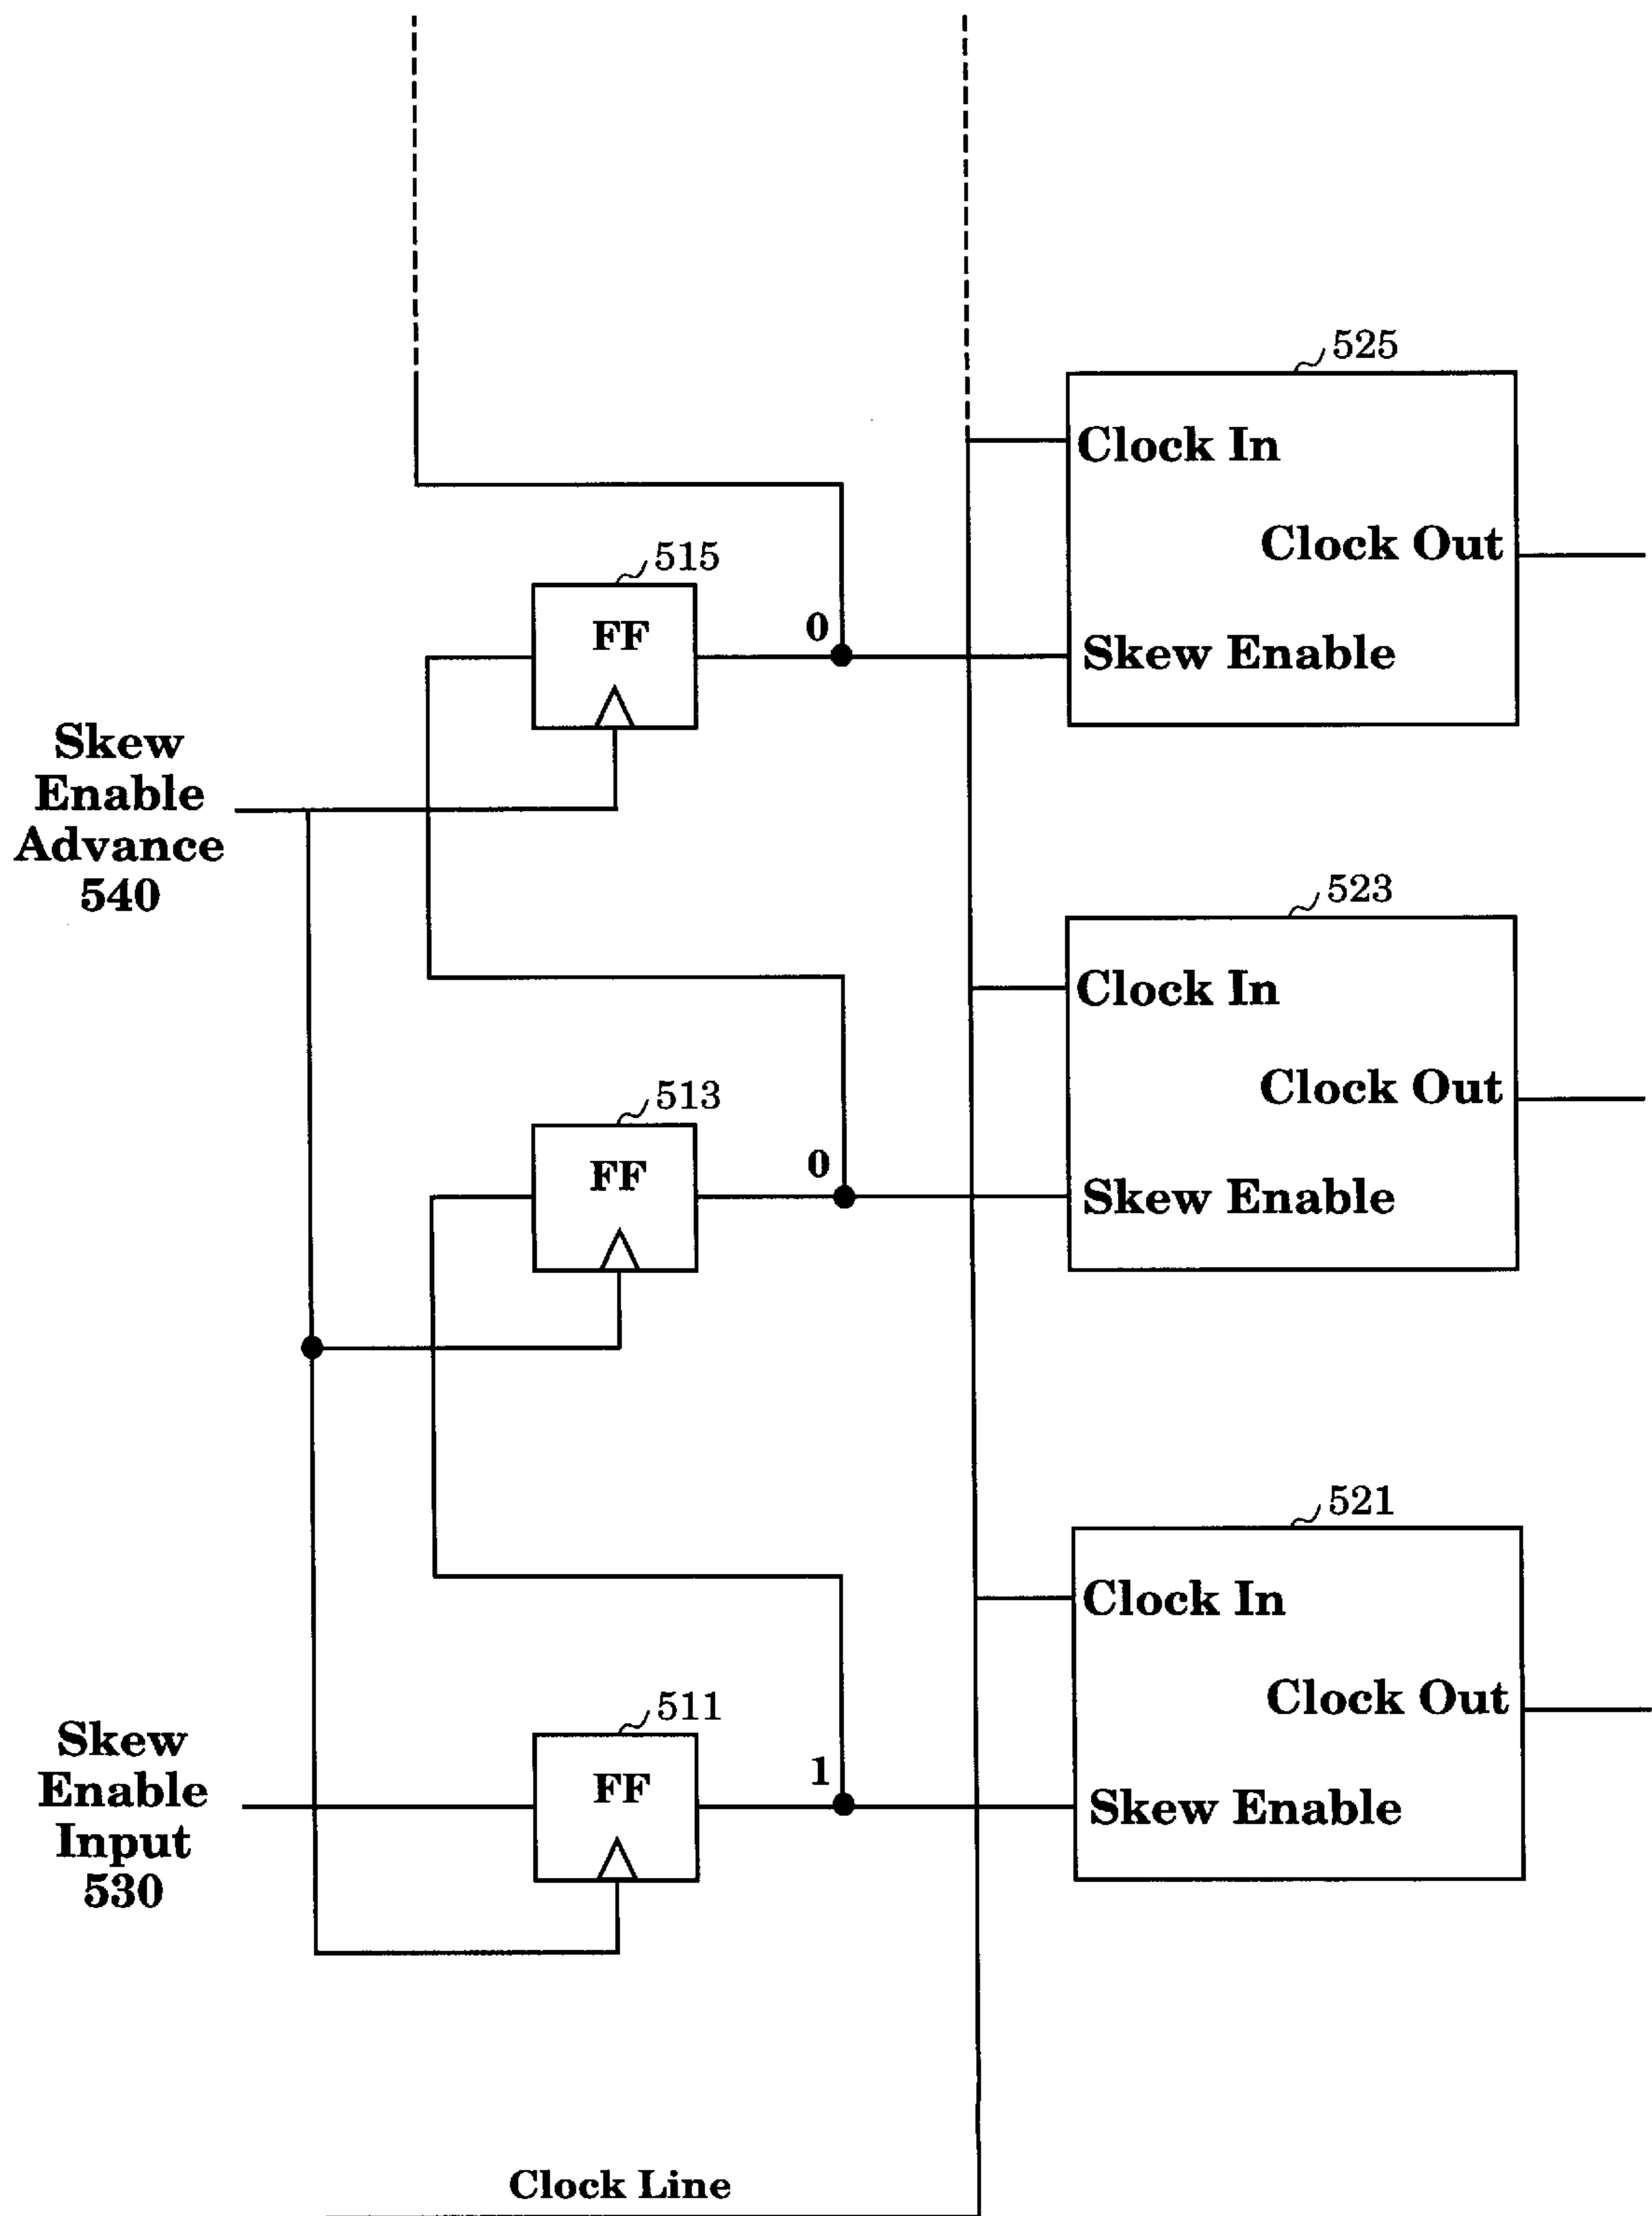 525
Clock In
Clock Out
Skew Enable
515
FF
0
Skew
Enable
Advance
540
523
Clock In
Clock Out
Skew Enable
513
FF
0
521
Clock In
Clock Out
Skew Enable
511
FF
1
Skew
Enable
Input
530
Clock Line